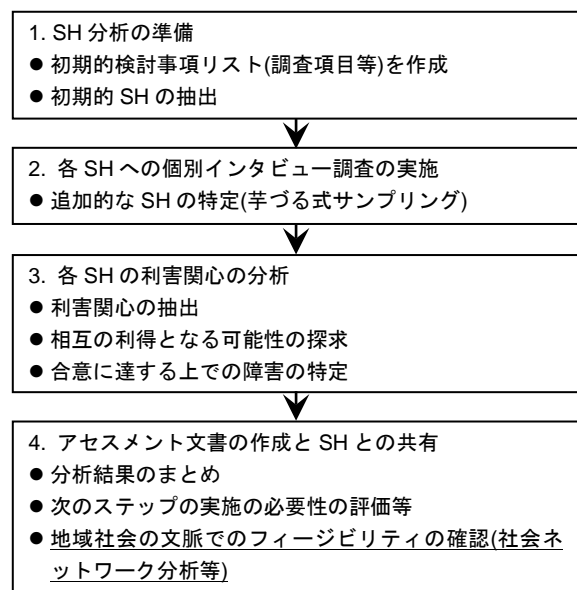 1. SH 分析の準備
● 初期的検討事項リスト(調査項目等)を作成
● 初期的 SH の抽出
2. 各 SH への個別インタビュー調査の実施
● 追加的な SH の特定(芋づる式サンプリング)
3. 各 SH の利害関心の分析
● 利害関心の抽出
● 相互の利得となる可能性の探求
● 合意に達する上での障害の特定
4. アセスメント文書の作成と SH との共有
● 分析結果のまとめ
● 次のステップの実施の必要性の評価等
● 地域社会の文脈でのフィージビリティの確認(社会ネ
ットワーク分析等)